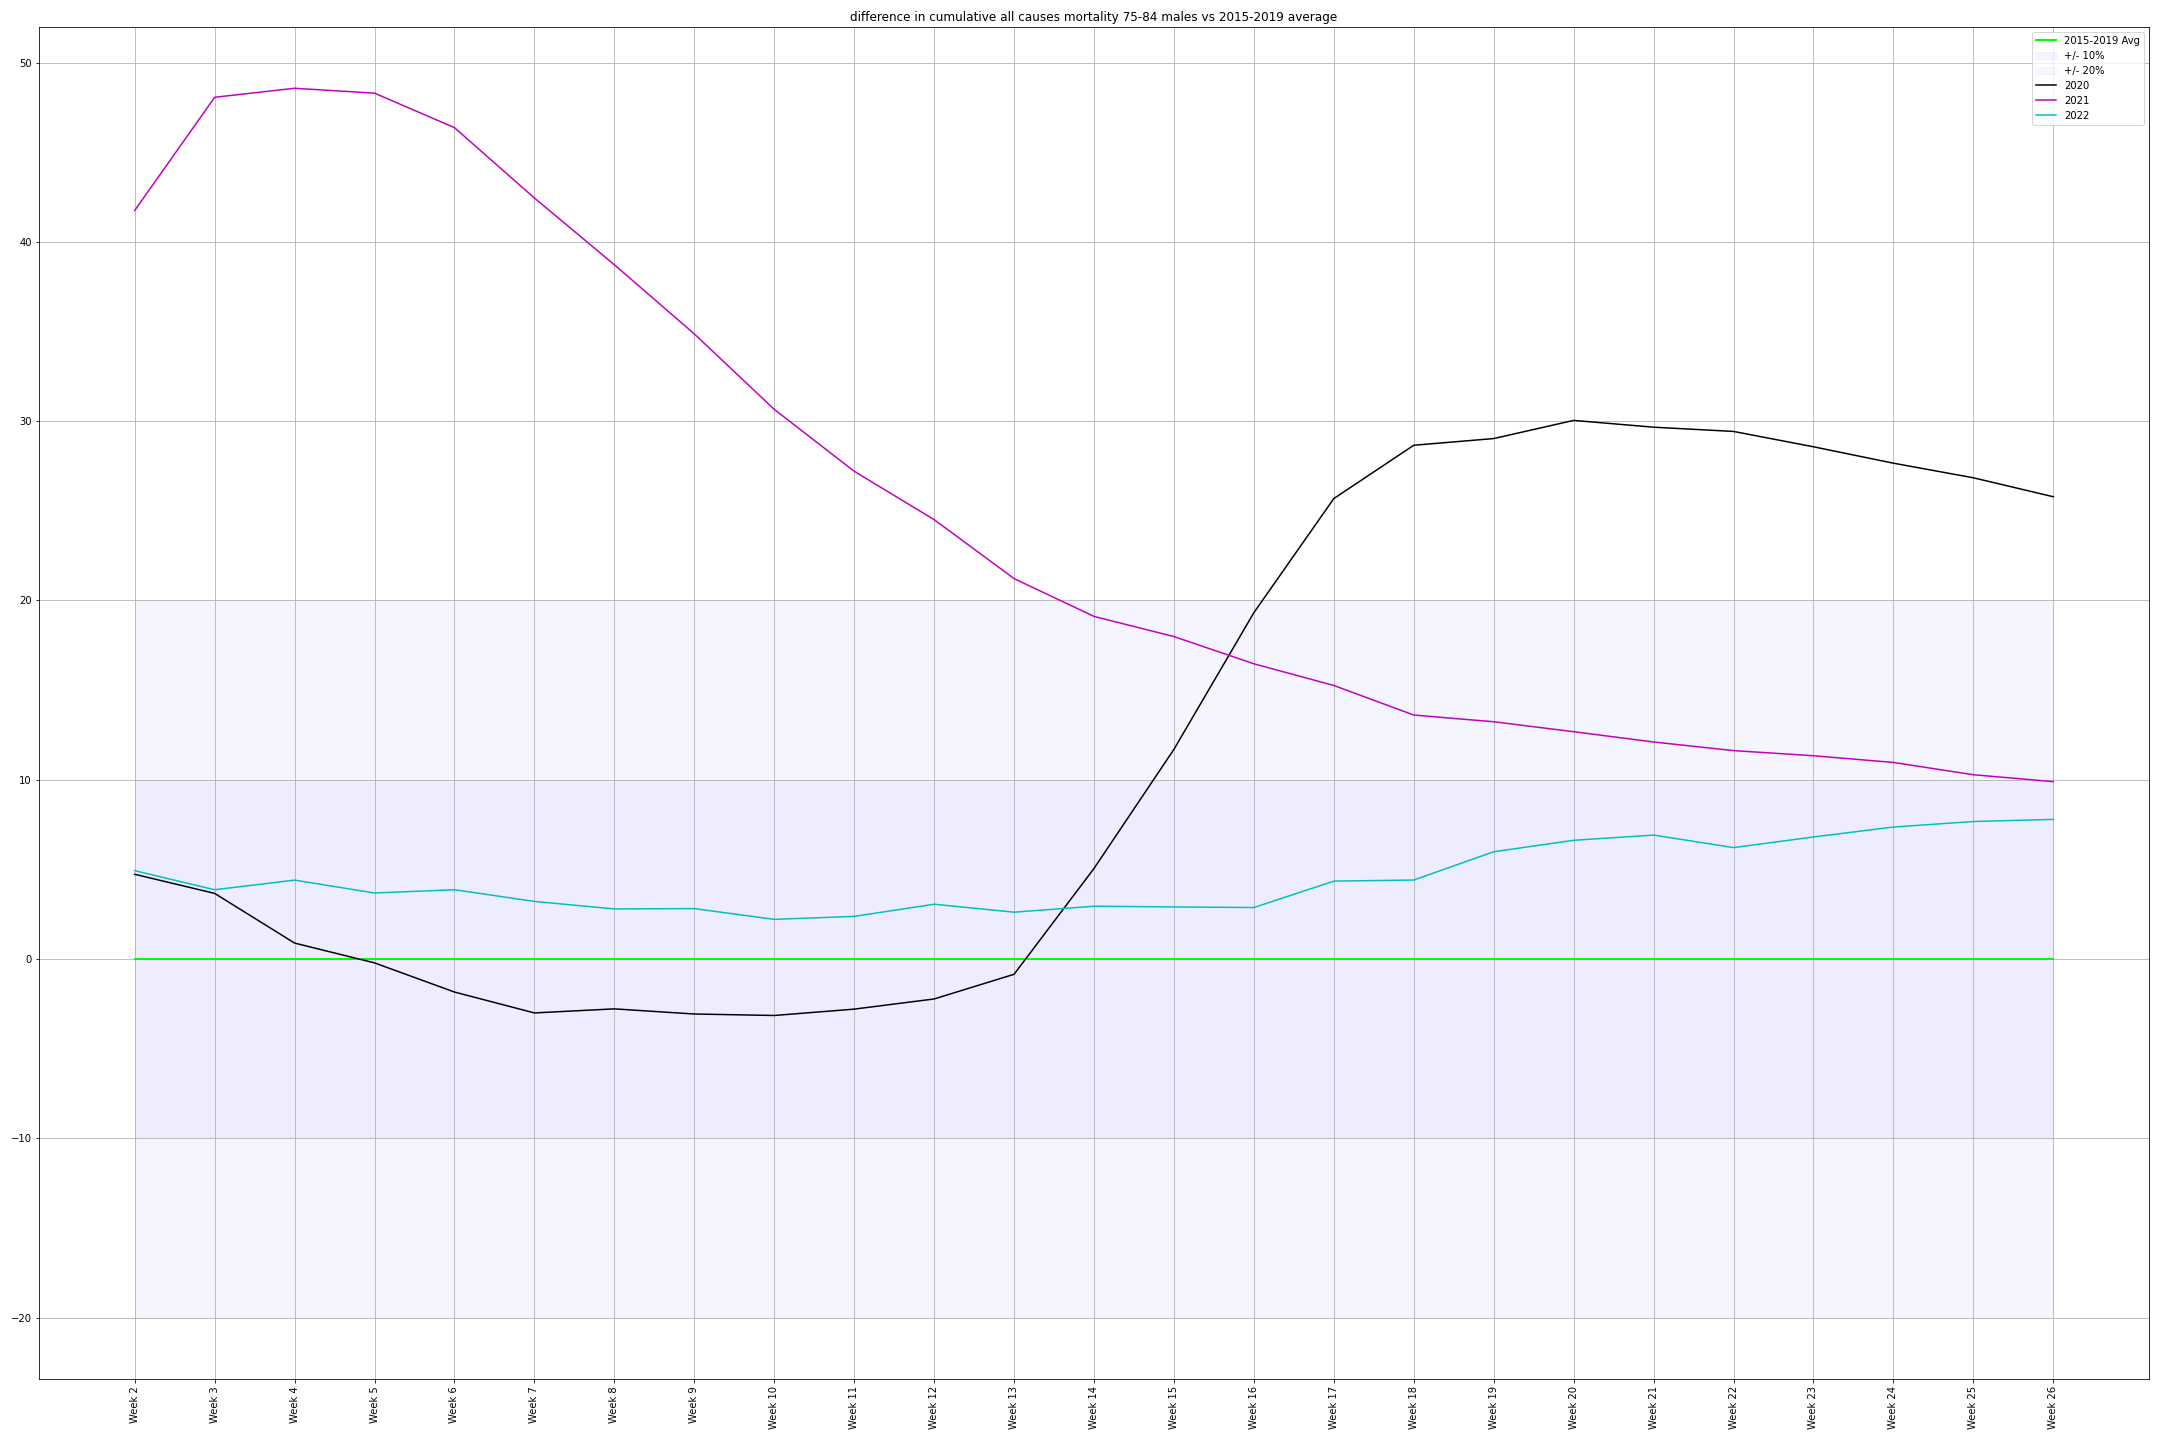 difference in cumulative all causes mortality 75-84 males vs 2015-2019 average
2015-2019 Avg
+/- 10%
+/- 20%
2020
2021
2022
50
40
30
20
10
0
−10
−20
Week 2
Week 3
Week 4
Week 5
Week 6
Week 7
Week 8
Week 9
Week 10
Week 11
Week 12
Week 13
Week 14
Week 15
Week 16
Week 17
Week 18
Week 19
Week 20
Week 21
Week 22
Week 23
Week 24
Week 25
Week 26